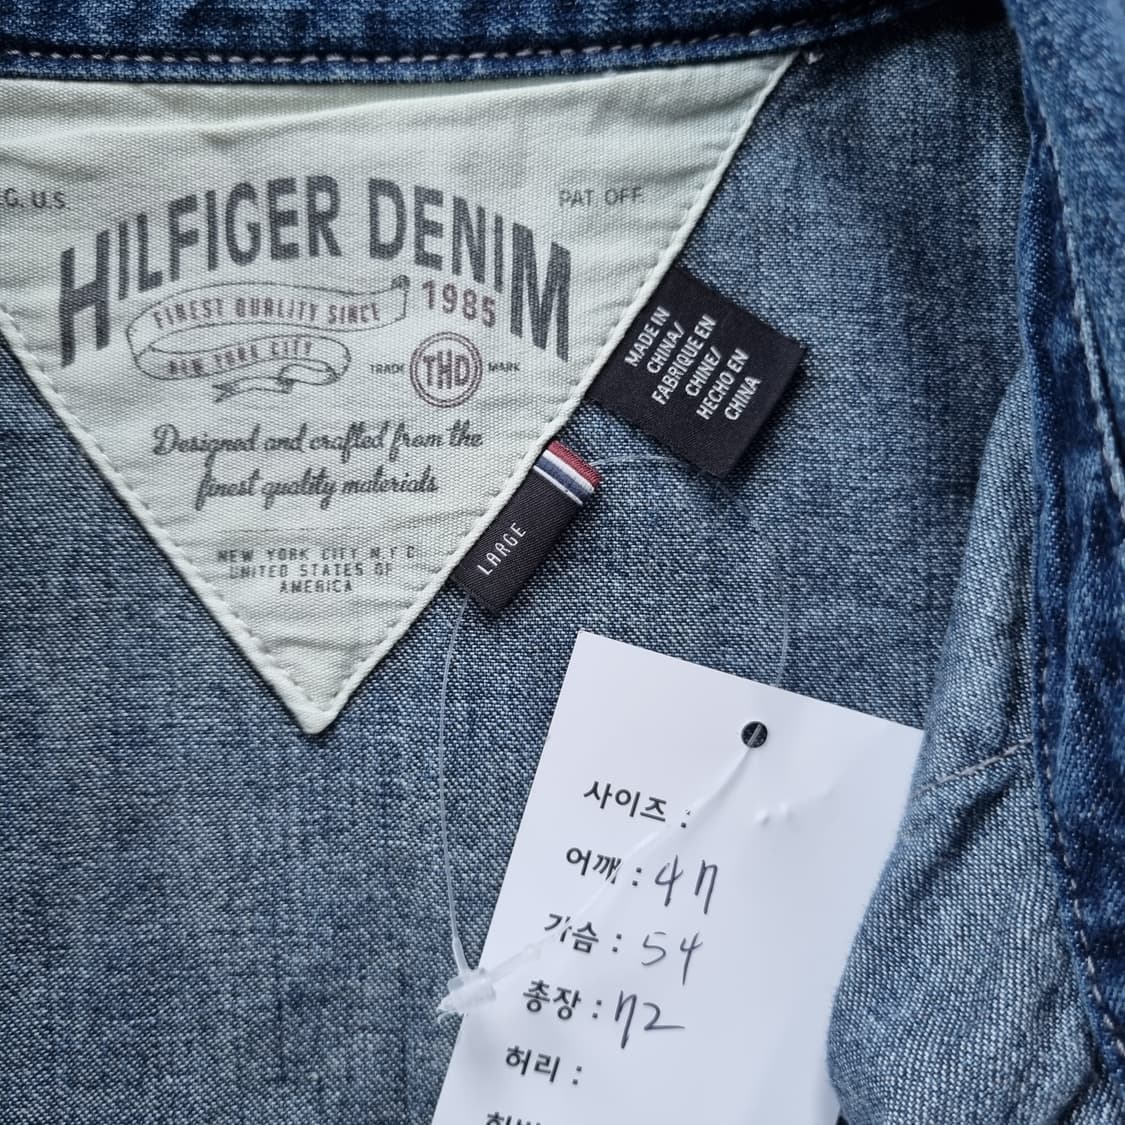 G. U.S.
PAT. OFF.
HILFIGER DENIM
FINEST QUALITY SINCE
1985
NEW YORK CITY
TRADE THD MARK
Designed and crafted from the
finest quality materials
NEW YORK CITY N.Y.C.
UNITED STATES OF
AMERICA
MADE IN
CHINA/
FABRIQUE EN
CHINE/
HECHO EN
CHINA
LARGE
사이즈 :
어깨 : 47
가슴 : 54
총장 : 72
허리 :